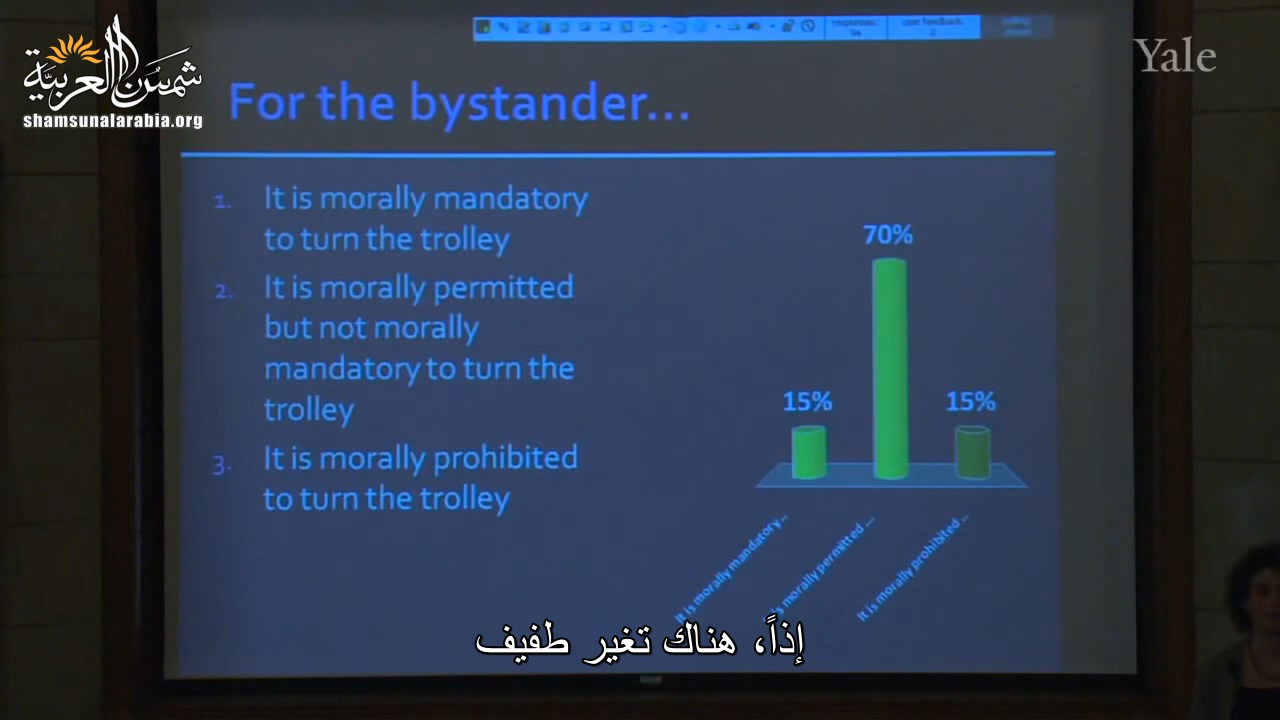 شمس العربية
shamsunalarabia.org
Yale
For the bystander...
1. It is morally mandatory
to turn the trolley
2. It is morally permitted
but not morally
mandatory to turn the
trolley
3. It is morally prohibited
to turn the trolley
70%
15%
15%
It is morally mandatory...
is morally permitted...
It is morally prohibited...
إذاً، هناك تغير طفيف